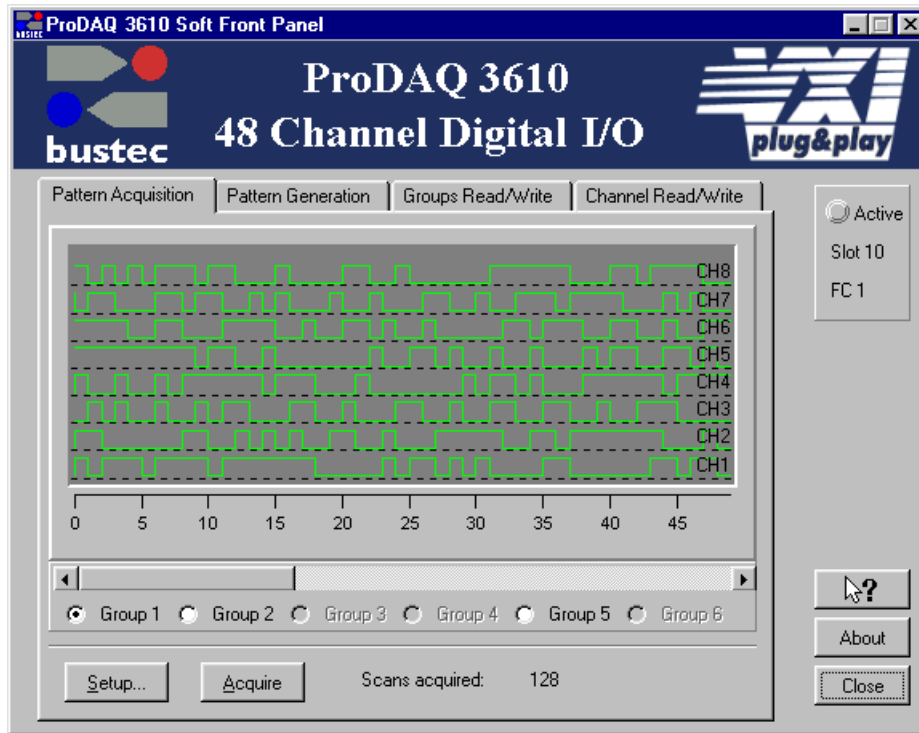 ProDAQ 3610 Soft Front Panel
bustec
ProDAQ 3610
48 Channel Digital I/O
VXI
plug&play
bustec
Pattern Acquisition
Pattern Generation
Groups Read/Write
Channel Read/Write
Active
Slot 10
FC 1
CH8
CH7
CH6
CH5
CH4
CH3
CH2
CH1
0 5 10 15 20 25 30 35 40 45
Group 1 Group 2 Group 3 Group 4 Group 5 Group 6
Setup...
Acquire
Scans acquired: 128
?
About
Close